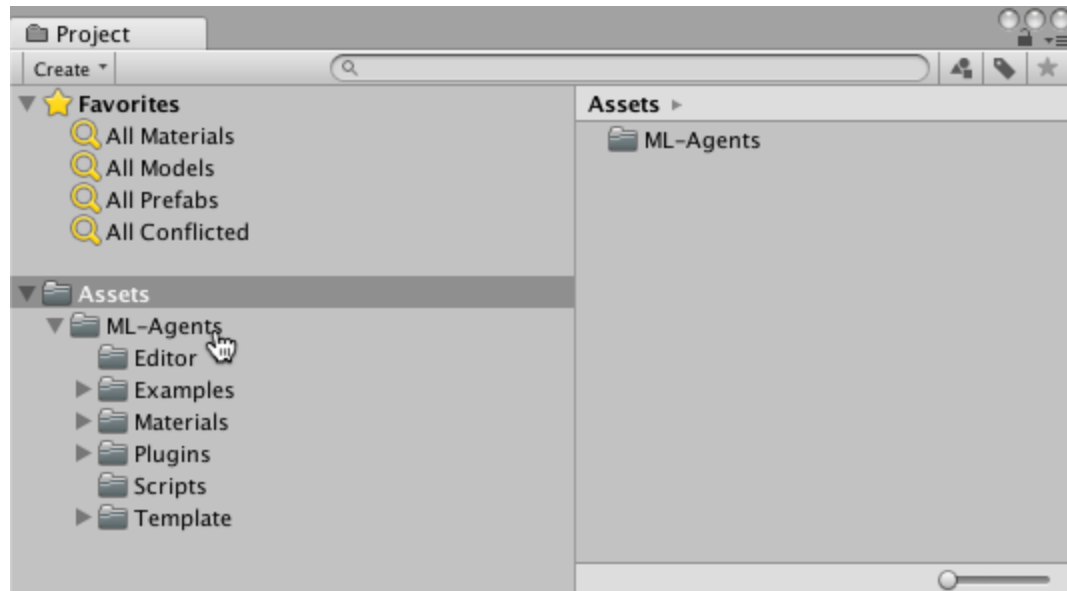 Project
Create
Favorites
All Materials
All Models
All Prefabs
All Conflicted
Assets
ML-Agents
Editor
Examples
Materials
Plugins
Scripts
Template
Assets
ML-Agents